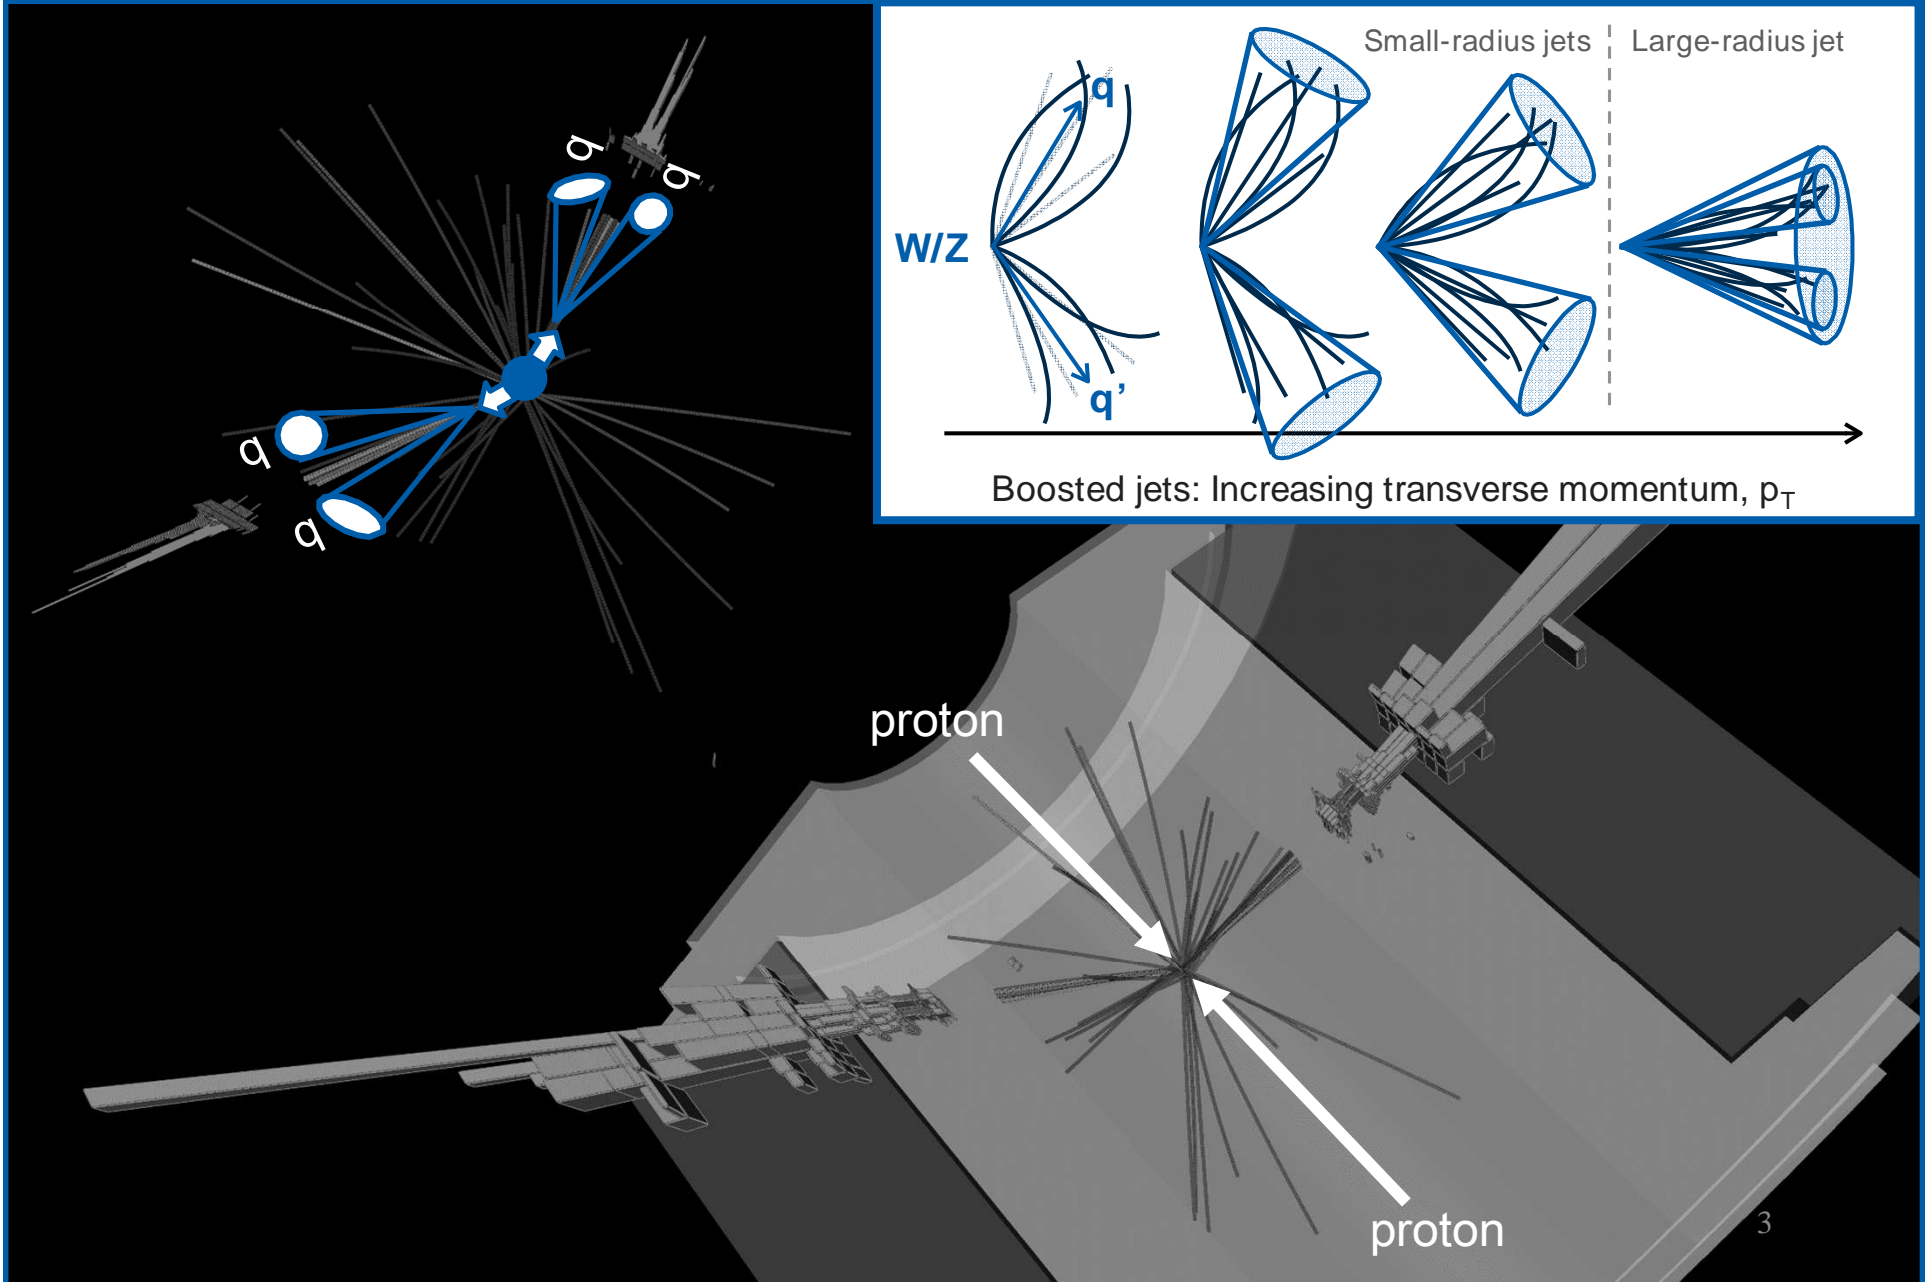 Small-radius jets
Large-radius jet
q
q
q
W/Z
q'
q
q
Boosted jets: Increasing transverse momentum, pT
proton
proton
3